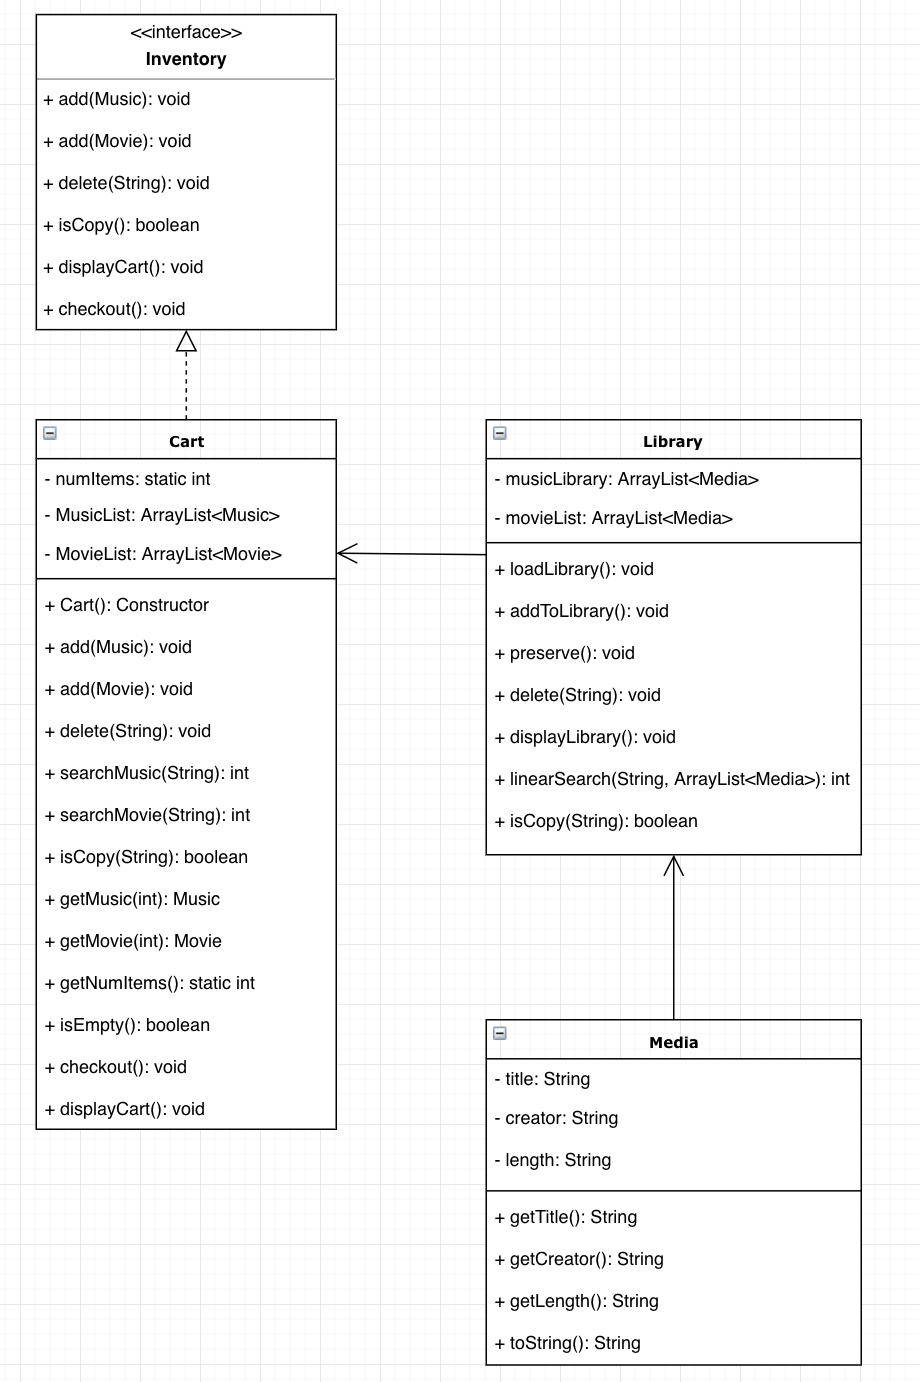 <<interface>>
Inventory
+ add(Music): void
+ add(Movie): void
+ delete(String): void
+ isCopy(): boolean
+ displayCart(): void
+ checkout(): void
Cart
- numItems: static int
- MusicList: ArrayList<Music>
- MovieList: ArrayList<Movie>
+ Cart(): Constructor
+ add(Music): void
+ add(Movie): void
+ delete(String): void
+ searchMusic(String): int
+ searchMovie(String): int
+ isCopy(String): boolean
+ getMusic(int): Music
+ getMovie(int): Movie
+ getNumItems(): static int
+ isEmpty(): boolean
+ checkout(): void
+ displayCart(): void
Library
- musicLibrary: ArrayList<Media>
- movieList: ArrayList<Media>
+ loadLibrary(): void
+ addToLibrary(): void
+ preserve(): void
+ delete(String): void
+ displayLibrary(): void
+ linearSearch(String, ArrayList<Media>): int
+ isCopy(String): boolean
Media
- title: String
- creator: String
- length: String
+ getTitle(): String
+ getCreator(): String
+ getLength(): String
+ toString(): String